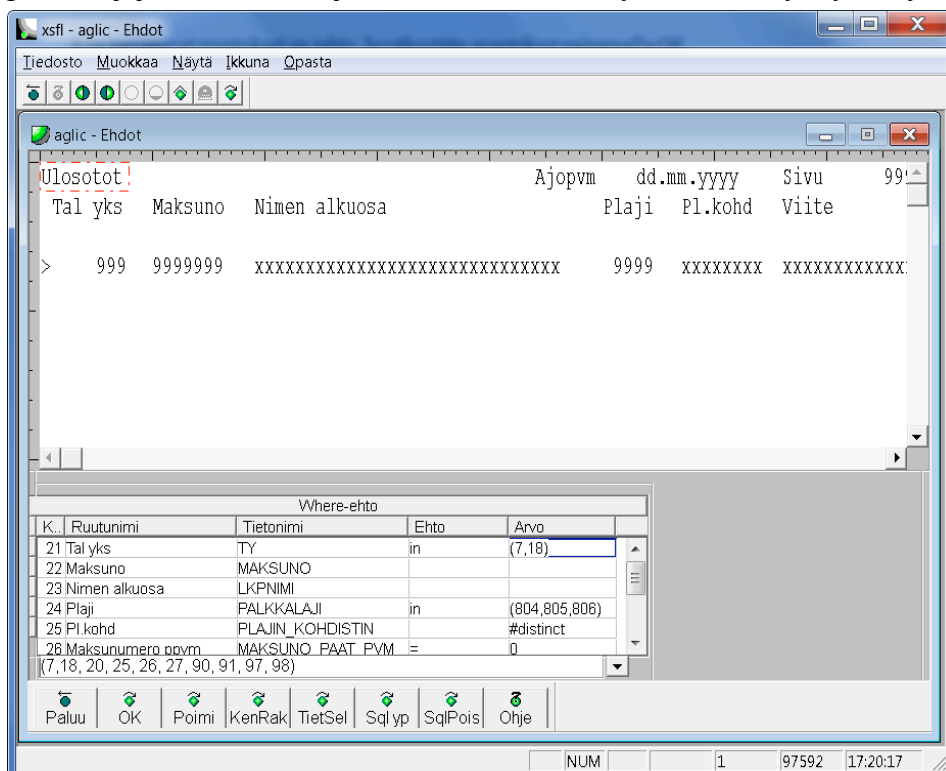 xsfl - aglic - Ehdot
Tiedosto Muokkaa Näytä Ikkuna Opasta
aglic - Ehdot
Ulosotot Ajopvm dd.mm.yyyy Sivu 99
Tal yks Maksuno Nimen alkuosa Plaji Pl.kohd Viite
> 999 9999999 xxxxxxxxxxxxxxxxxxxxxxxxxxxxxx 9999 xxxxxxxx xxxxxxxxxxxx
Where-ehto
K.. Ruutunimi Tietonimi Ehto Arvo
21 Tal yks TY in (7,18)
22 Maksuno MAKSUNO
23 Nimen alkuosa LKPNIMI
24 Plaji PALKKALAJI in (804,805,806)
25 Pl.kohd PLAJIN_KOHDISTIN #distinct
26 Maksunumero ppvm MAKSUNO_PAAT_PVM = 0
(7,18, 20, 25, 26, 27, 90, 91, 97, 98)
Paluu OK Poimi KenRak TietSel Sql yp SqlPois Ohje
NUM 1 97592 17:20:17